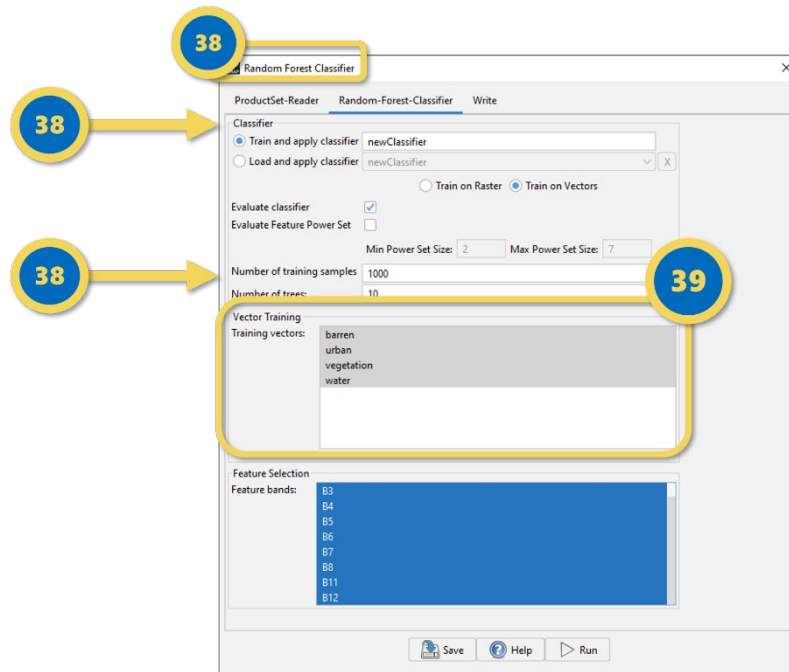 38
Random Forest Classifier
ProductSet-Reader Random-Forest-Classifier Write
38
Classifier
Train and apply classifier newClassifier
Load and apply classifier newClassifier X
Train on Raster Train on Vectors
Evaluate classifier
Evaluate Feature Power Set
Min Power Set Size: 2 Max Power Set Size: 7
38
Number of training samples 1000
39
Number of trees: 10
Vector Training
Training vectors: barren
urban
vegetation
water
Feature Selection
Feature bands: B3
B4
B5
B6
B7
B8
B11
B12
Save Help Run